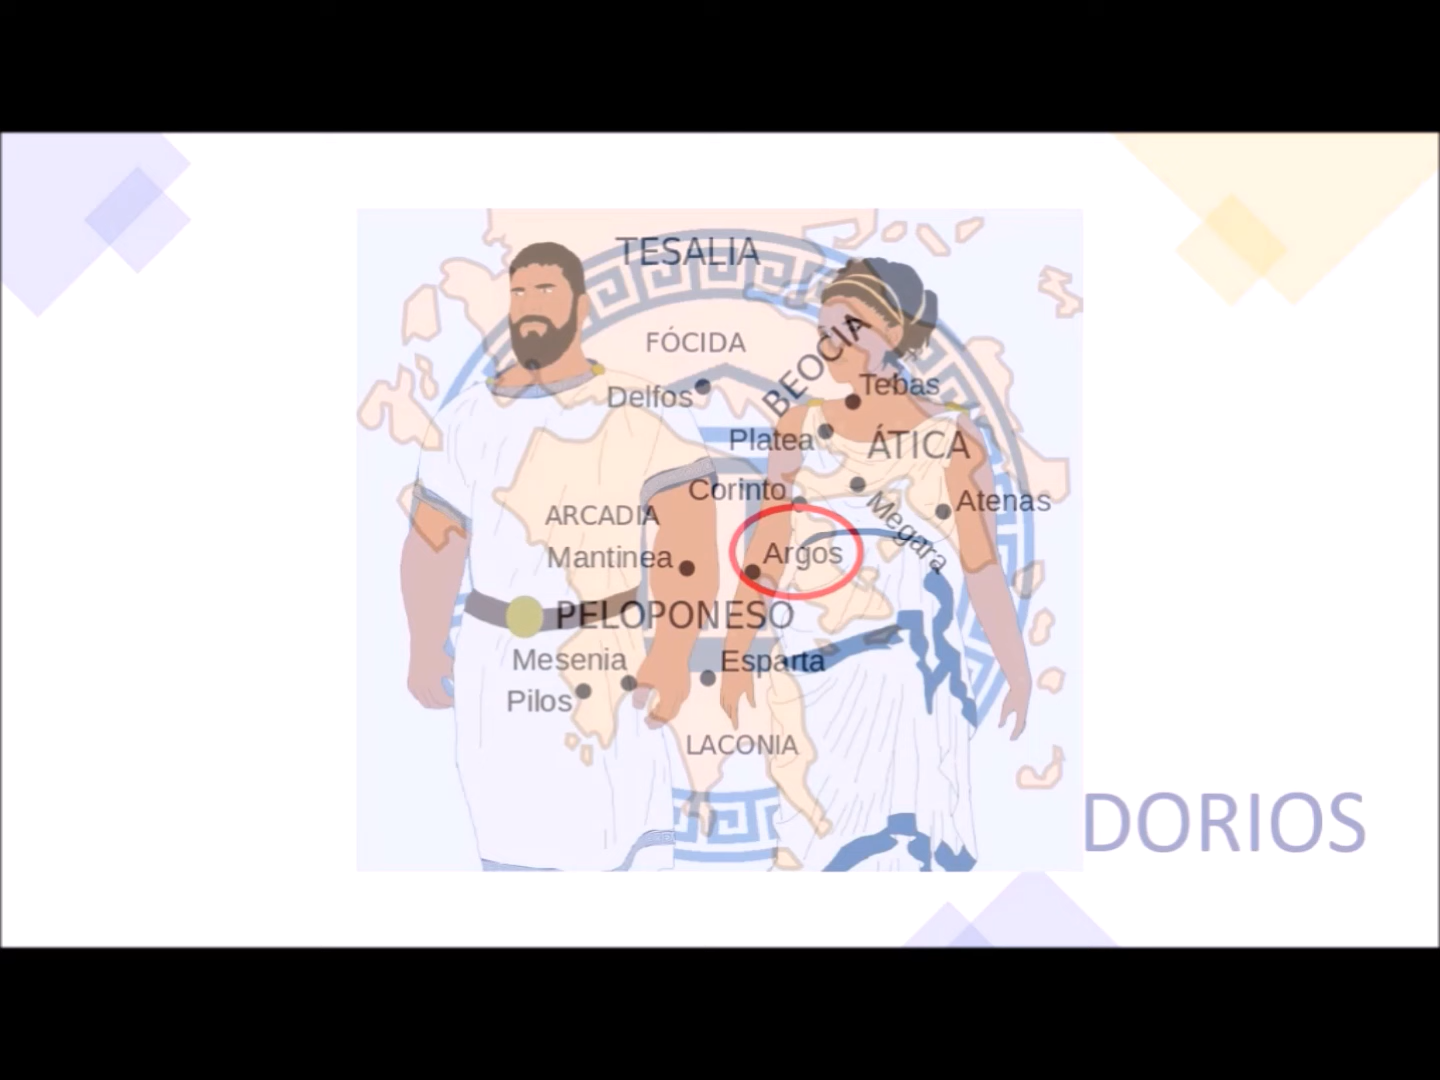 TESALIA
FÓCIDA
BEOCIA
Delfos
Tebas
Platea
ÁTICA
Corinto
Megara
Atenas
ARCADIA
Argos
Mantinea
PELOPONESO
Mesenia
Esparta
Pilos
LACONIA
DORIOS